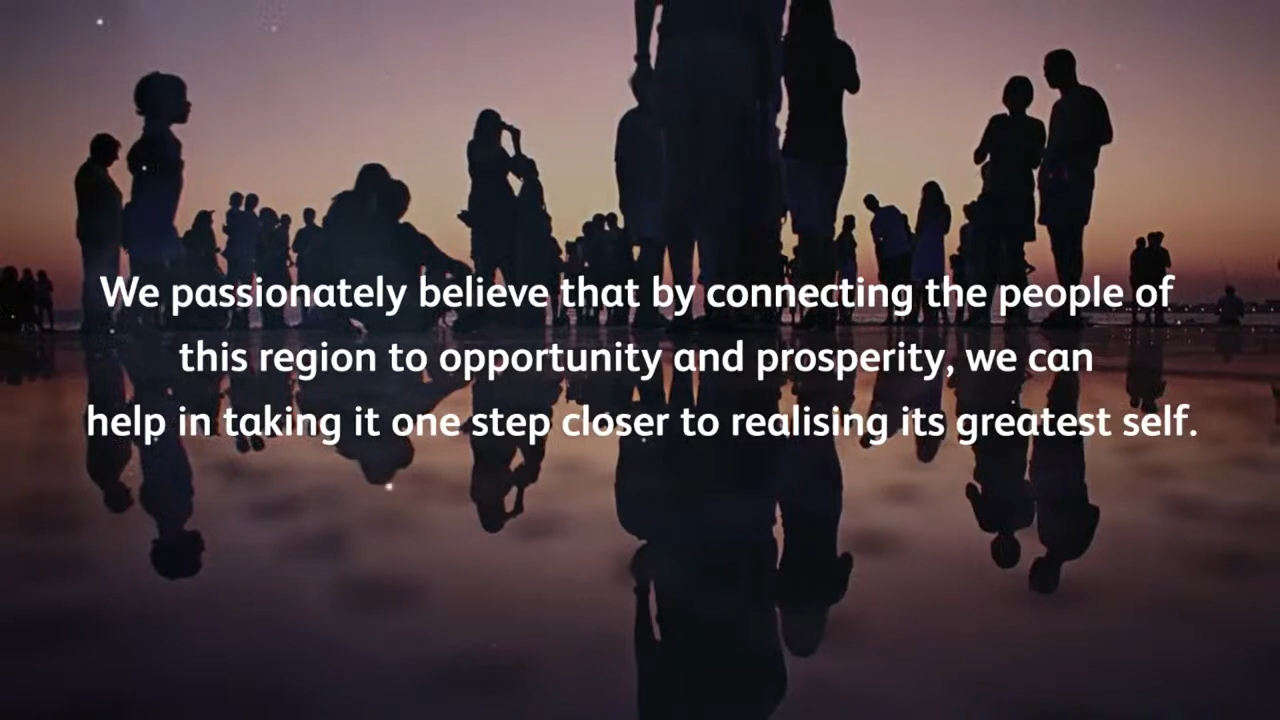 We passionately believe that by connecting the people of
this region to opportunity and prosperity, we can
help in taking it one step closer to realising its greatest self.